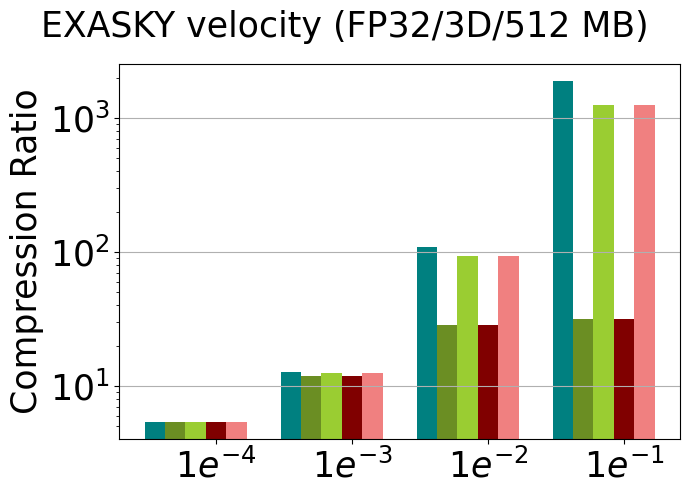 EXASKY velocity (FP32/3D/512 MB)
Compression Ratio
10³
10²
10¹
1e⁻⁴ 1e⁻³ 1e⁻² 1e⁻¹